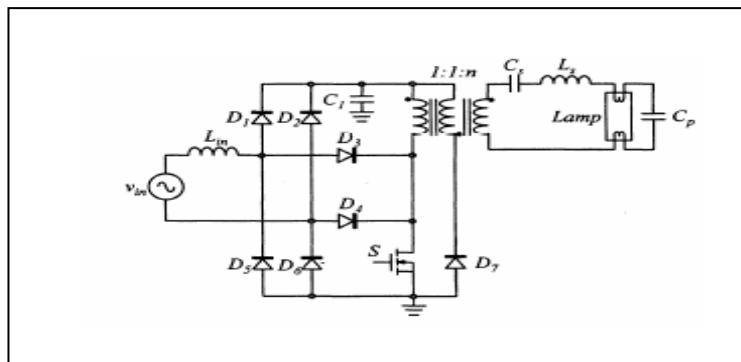 1:1:n
C_s
L_s
C_1
D_1
D_2
L_in
D_3
Lamp
C_p
v_in
D_4
S
D_5
D_6
D_7